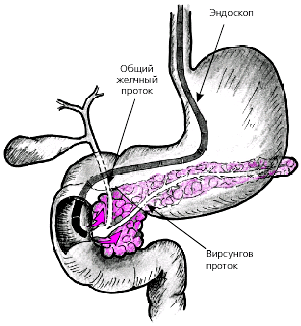 Эндоскоп
Общий
желчный
проток
Вирсунгов
проток